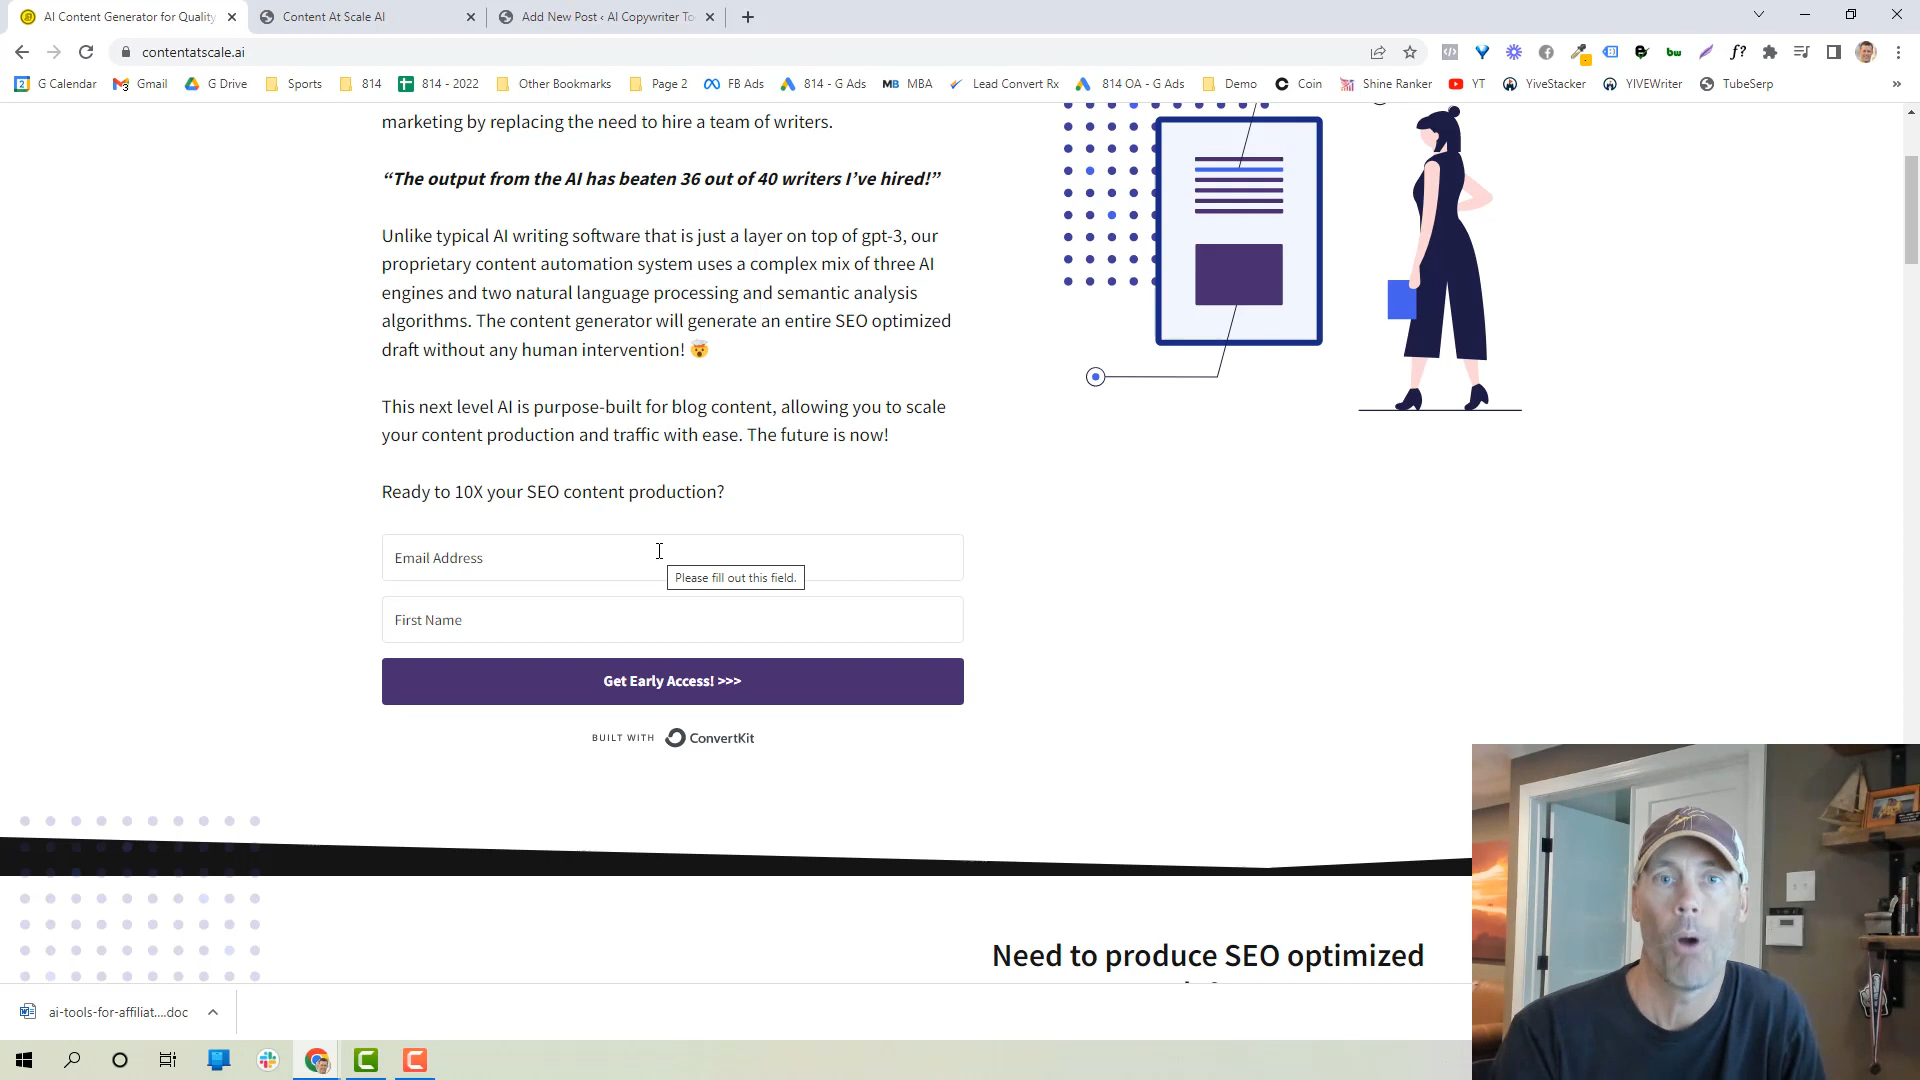 AI Content Generator for Quality
Content At Scale AI
Add New Post ‹ AI Copywriter To
contentatscale.ai
G Calendar
Gmail
G Drive
Sports
814
814 - 2022
Other Bookmarks
Page 2
FB Ads
814 - G Ads
MB MBA
Lead Convert Rx
814 OA - G Ads
Demo
Coin
Shine Ranker
YT
YiveStacker
YIVEWriter
TubeSerp
marketing by replacing the need to hire a team of writers.
“The output from the AI has beaten 36 out of 40 writers I’ve hired!”
Unlike typical AI writing software that is just a layer on top of gpt-3, our
proprietary content automation system uses a complex mix of three AI
engines and two natural language processing and semantic analysis
algorithms. The content generator will generate an entire SEO optimized
draft without any human intervention! 🤯
This next level AI is purpose-built for blog content, allowing you to scale
your content production and traffic with ease. The future is now!
Ready to 10X your SEO content production?
Email Address
Please fill out this field.
First Name
Get Early Access! >>>
BUILT WITH ConvertKit
Need to produce SEO optimized
ai-tools-for-affiliat....doc